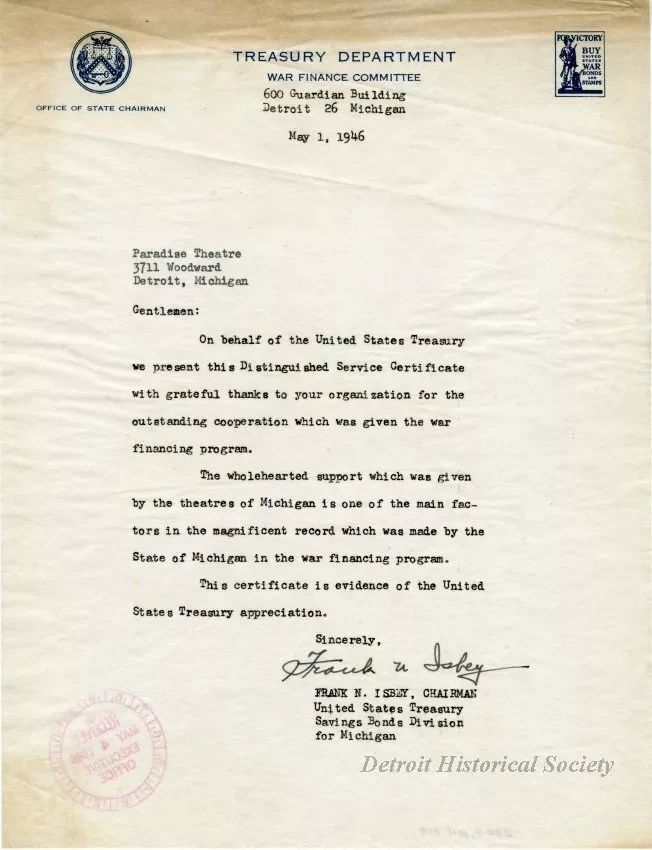 TREASURY DEPARTMENT
WAR FINANCE COMMITTEE
OFFICE OF STATE CHAIRMAN
600 Guardian Building
Detroit 26 Michigan
FOR VICTORY
BUY
UNITED
STATES
WAR
BONDS
AND
STAMPS
May 1, 1946
Paradise Theatre
3711 Woodward
Detroit, Michigan
Gentlemen:
On behalf of the United States Treasury
we present this Distinguished Service Certificate
with grateful thanks to your organization for the
outstanding cooperation which was given the war
financing program.
The wholehearted support which was given
by the theatres of Michigan is one of the main fac-
tors in the magnificent record which was made by the
State of Michigan in the war financing program.
This certificate is evidence of the United
States Treasury appreciation.
Sincerely,
Frank N Isbey
FRANK N. ISBEY, CHAIRMAN
United States Treasury
Savings Bonds Division
for Michigan
OFFICE
EXECUTIVE
MAY 4 1946
RECEIVED
Detroit Historical Society